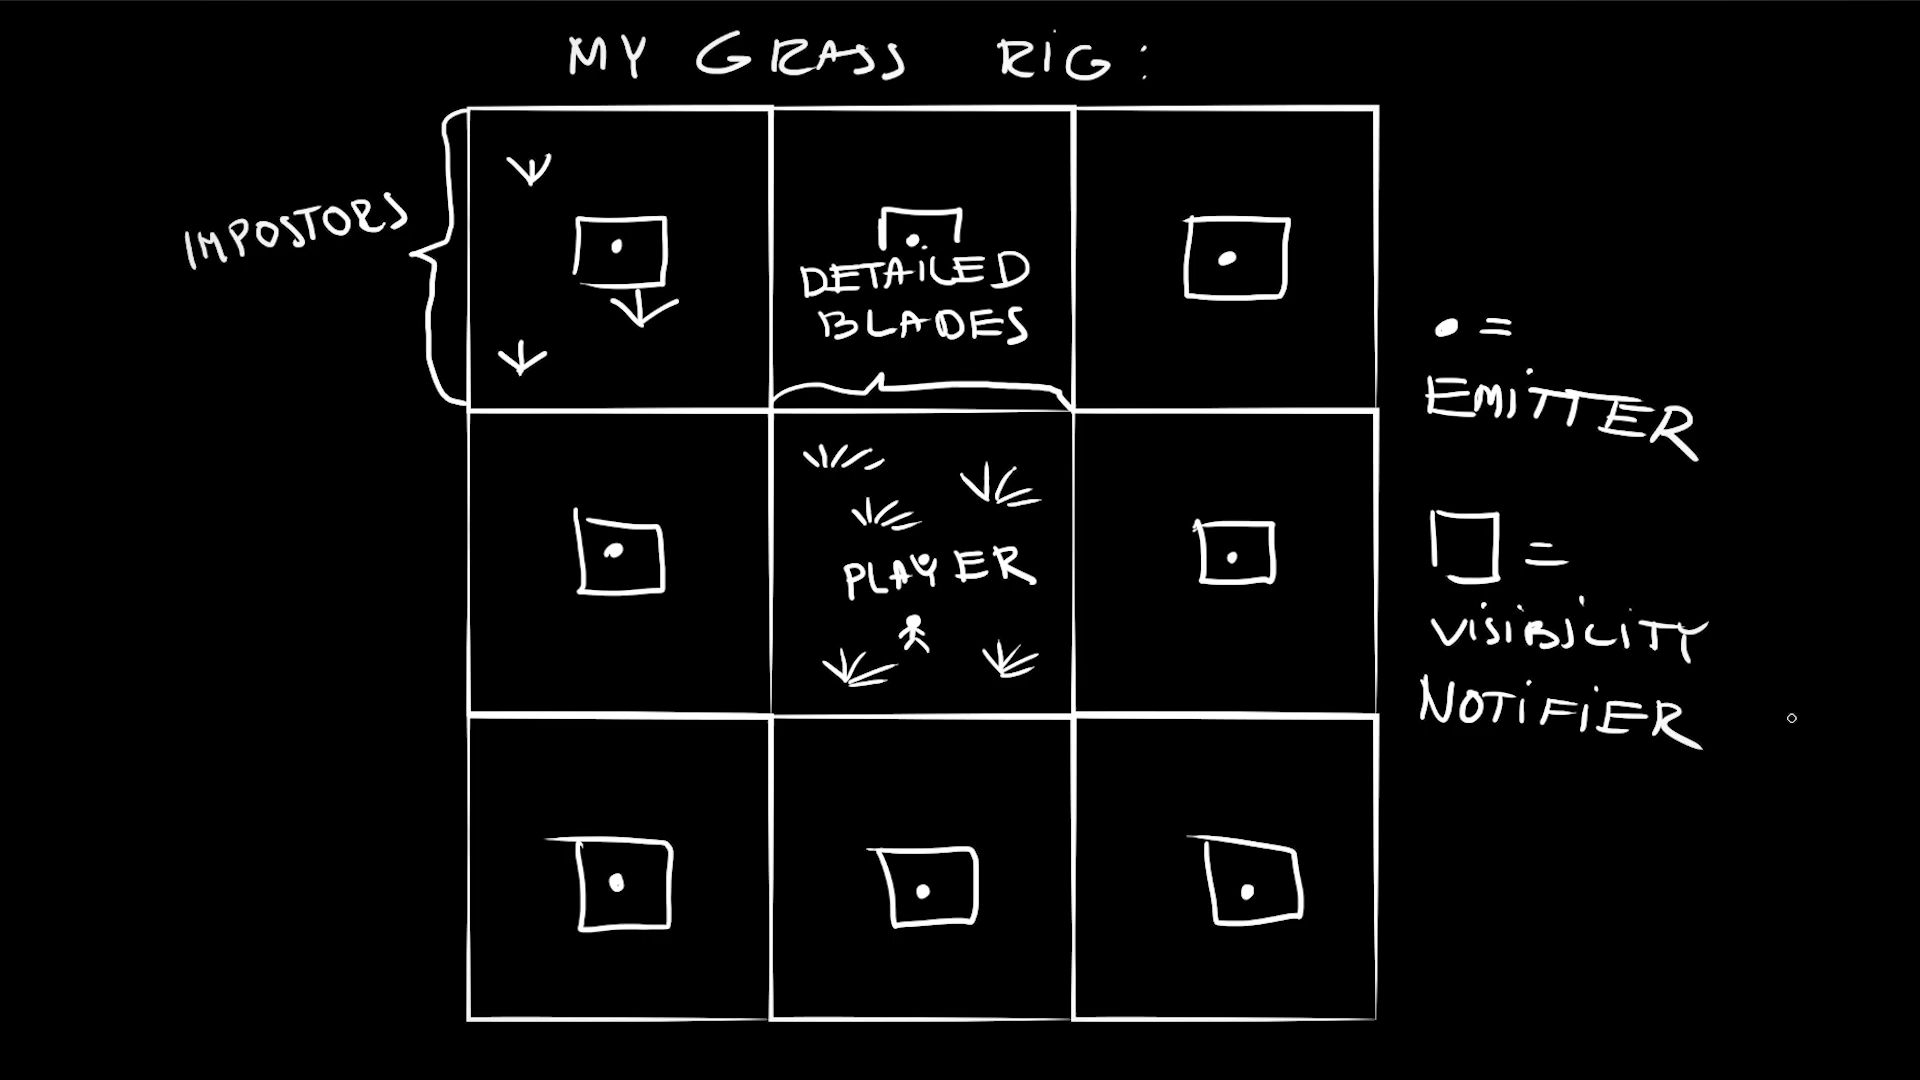 MY GRASS RIG:
IMPOSTORS
DETAILED
BLADES
PLAYER
=
EMITTER
=
VISIBILITY
NOTIFIER